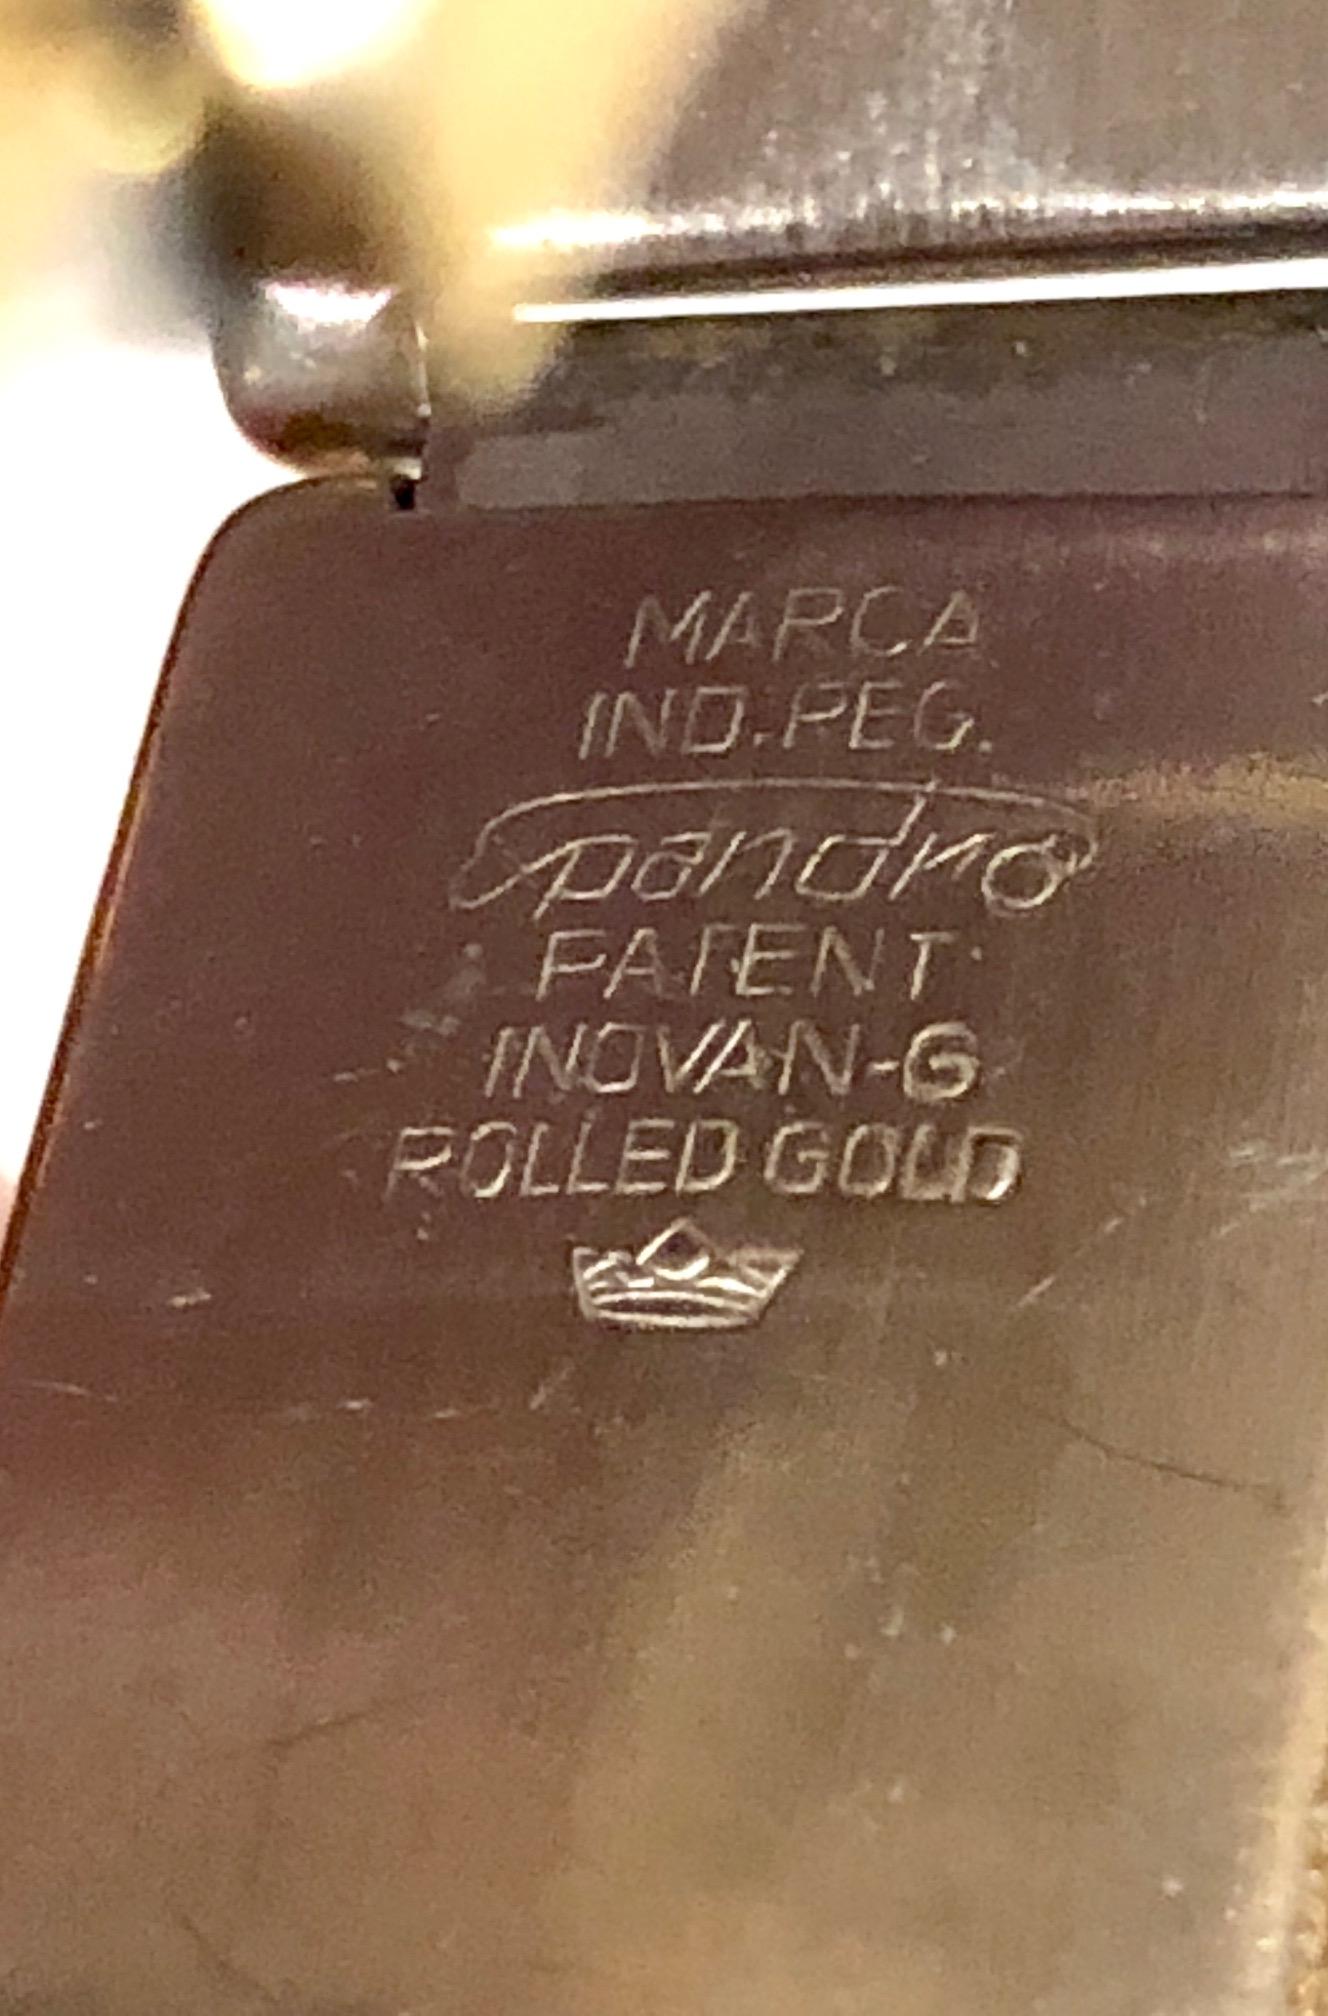 MARCA
IND. REG.
Spandro
PATENT
INOVAN-G
ROLLED GOLD